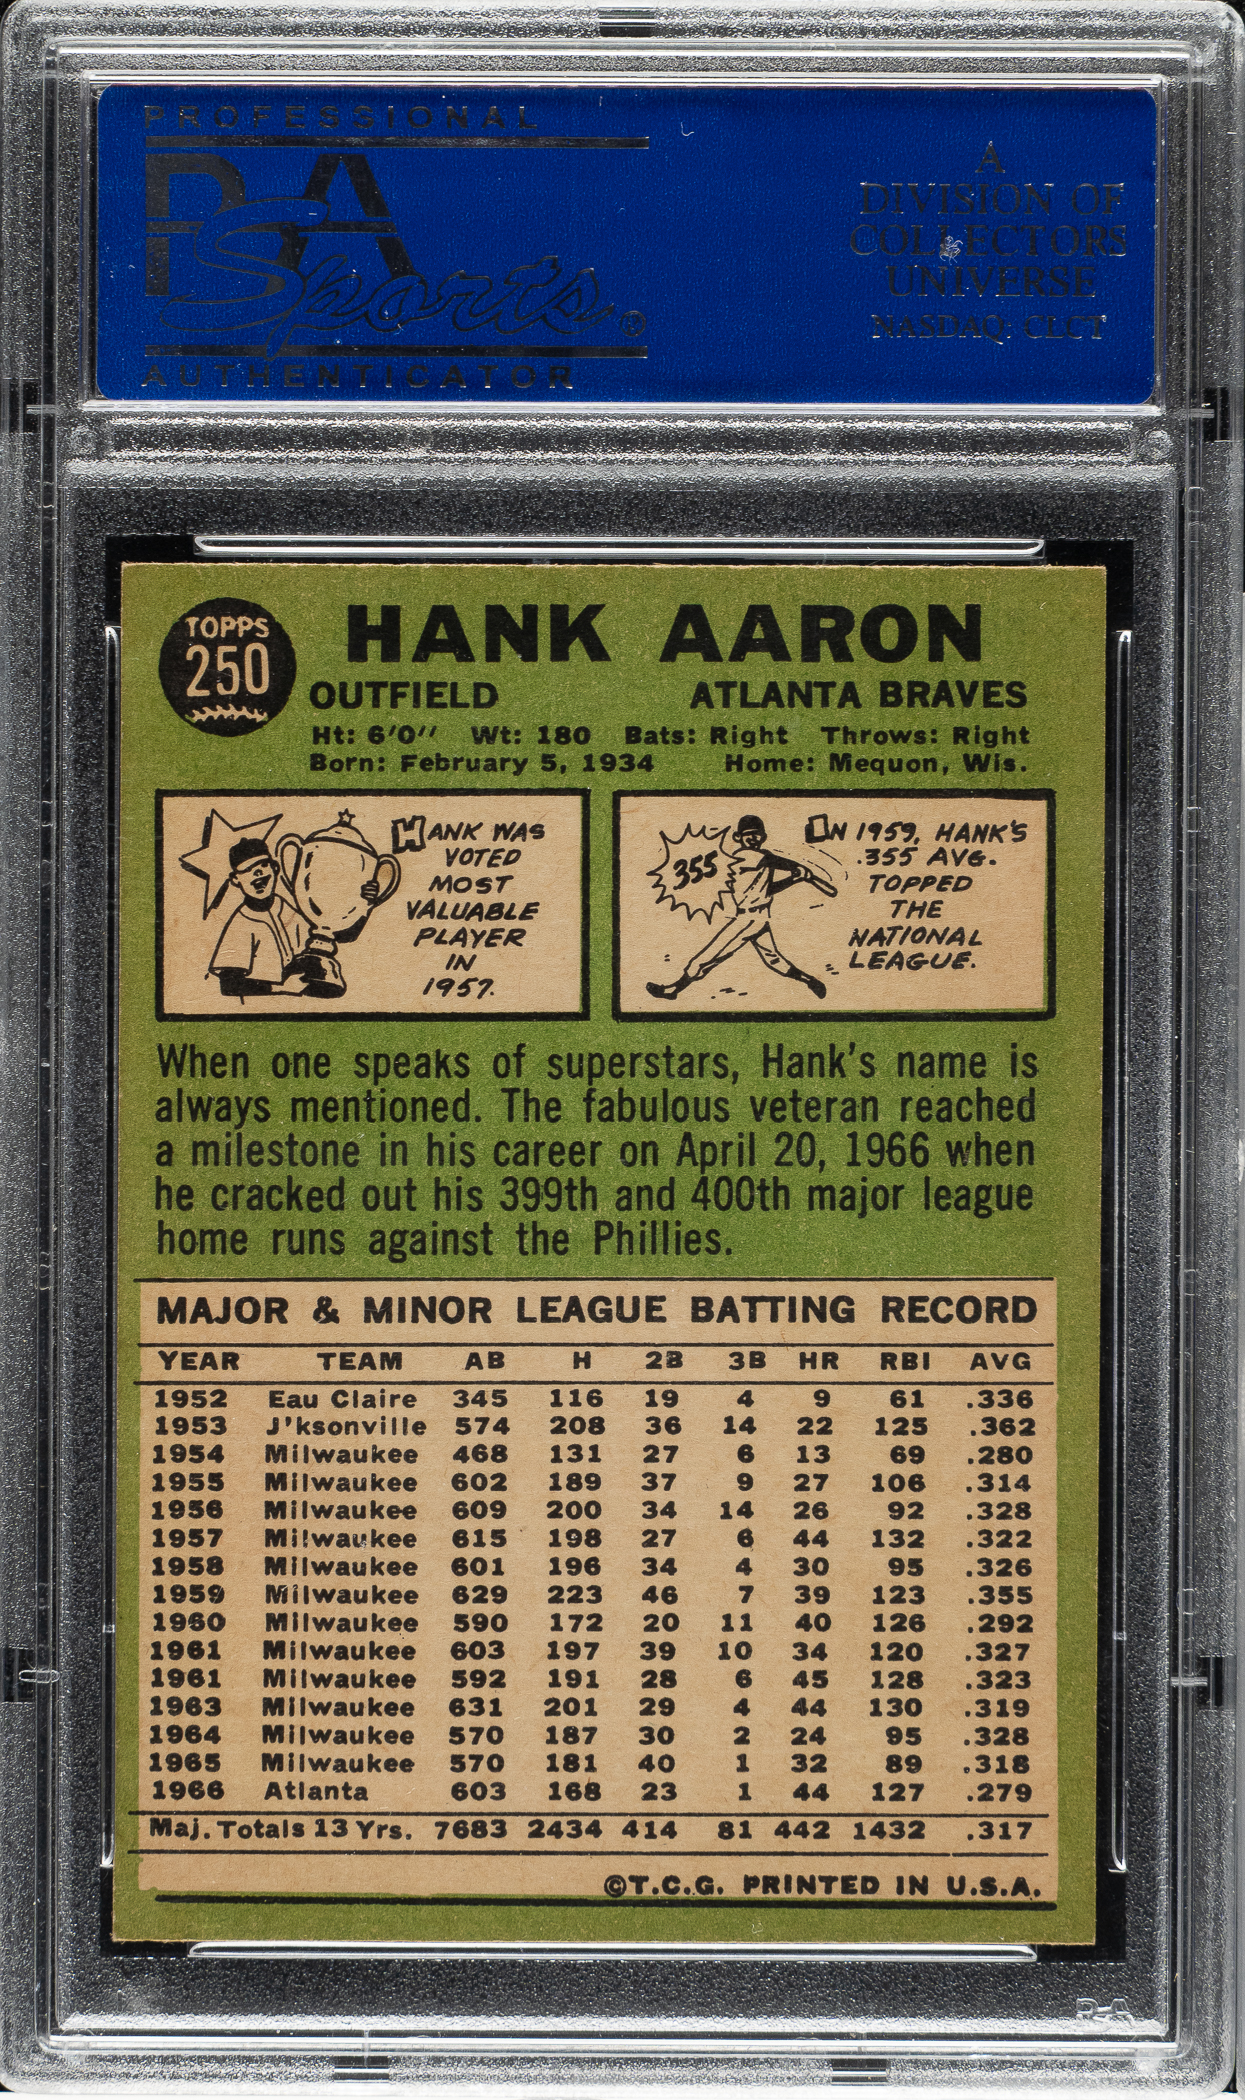 PROFESSIONAL
PSA
Sports®
AUTHENTICATOR
A
DIVISION OF
COLLECTORS
UNIVERSE
NASDAQ: CLCT
TOPPS
250
HANK AARON
OUTFIELD ATLANTA BRAVES
Ht: 6'0" Wt: 180 Bats: Right Throws: Right
Born: February 5, 1934 Home: Mequon, Wis.
HANK WAS
VOTED
MOST
VALUABLE
PLAYER
IN
1957.
355
IN 1959, HANK'S
.355 AVG.
TOPPED
THE
NATIONAL
LEAGUE.
When one speaks of superstars, Hank's name is
always mentioned. The fabulous veteran reached
a milestone in his career on April 20, 1966 when
he cracked out his 399th and 400th major league
home runs against the Phillies.
MAJOR & MINOR LEAGUE BATTING RECORD
YEAR TEAM AB H 2B 3B HR RBI AVG
1952 Eau Claire 345 116 19 4 9 61 .336
1953 J'ksonville 574 208 36 14 22 125 .362
1954 Milwaukee 468 131 27 6 13 69 .280
1955 Milwaukee 602 189 37 9 27 106 .314
1956 Milwaukee 609 200 34 14 26 92 .328
1957 Milwaukee 615 198 27 6 44 132 .322
1958 Milwaukee 601 196 34 4 30 95 .326
1959 Milwaukee 629 223 46 7 39 123 .355
1960 Milwaukee 590 172 20 11 40 126 .292
1961 Milwaukee 603 197 39 10 34 120 .327
1961 Milwaukee 592 191 28 6 45 128 .323
1963 Milwaukee 631 201 29 4 44 130 .319
1964 Milwaukee 570 187 30 2 24 95 .328
1965 Milwaukee 570 181 40 1 32 89 .318
1966 Atlanta 603 168 23 1 44 127 .279
Maj. Totals 13 Yrs. 7683 2434 414 81 442 1432 .317
©T.C.G. PRINTED IN U.S.A.
PSA